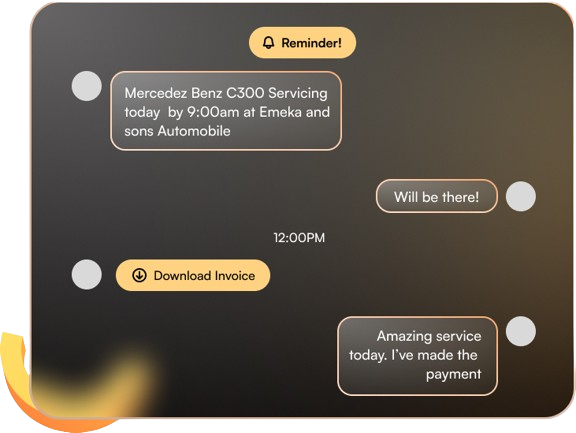 Reminder!
Mercedez Benz C300 Servicing
today by 9:00am at Emeka and
sons Automobile
Will be there!
12:00PM
Download Invoice
Amazing service
today. I've made the
payment